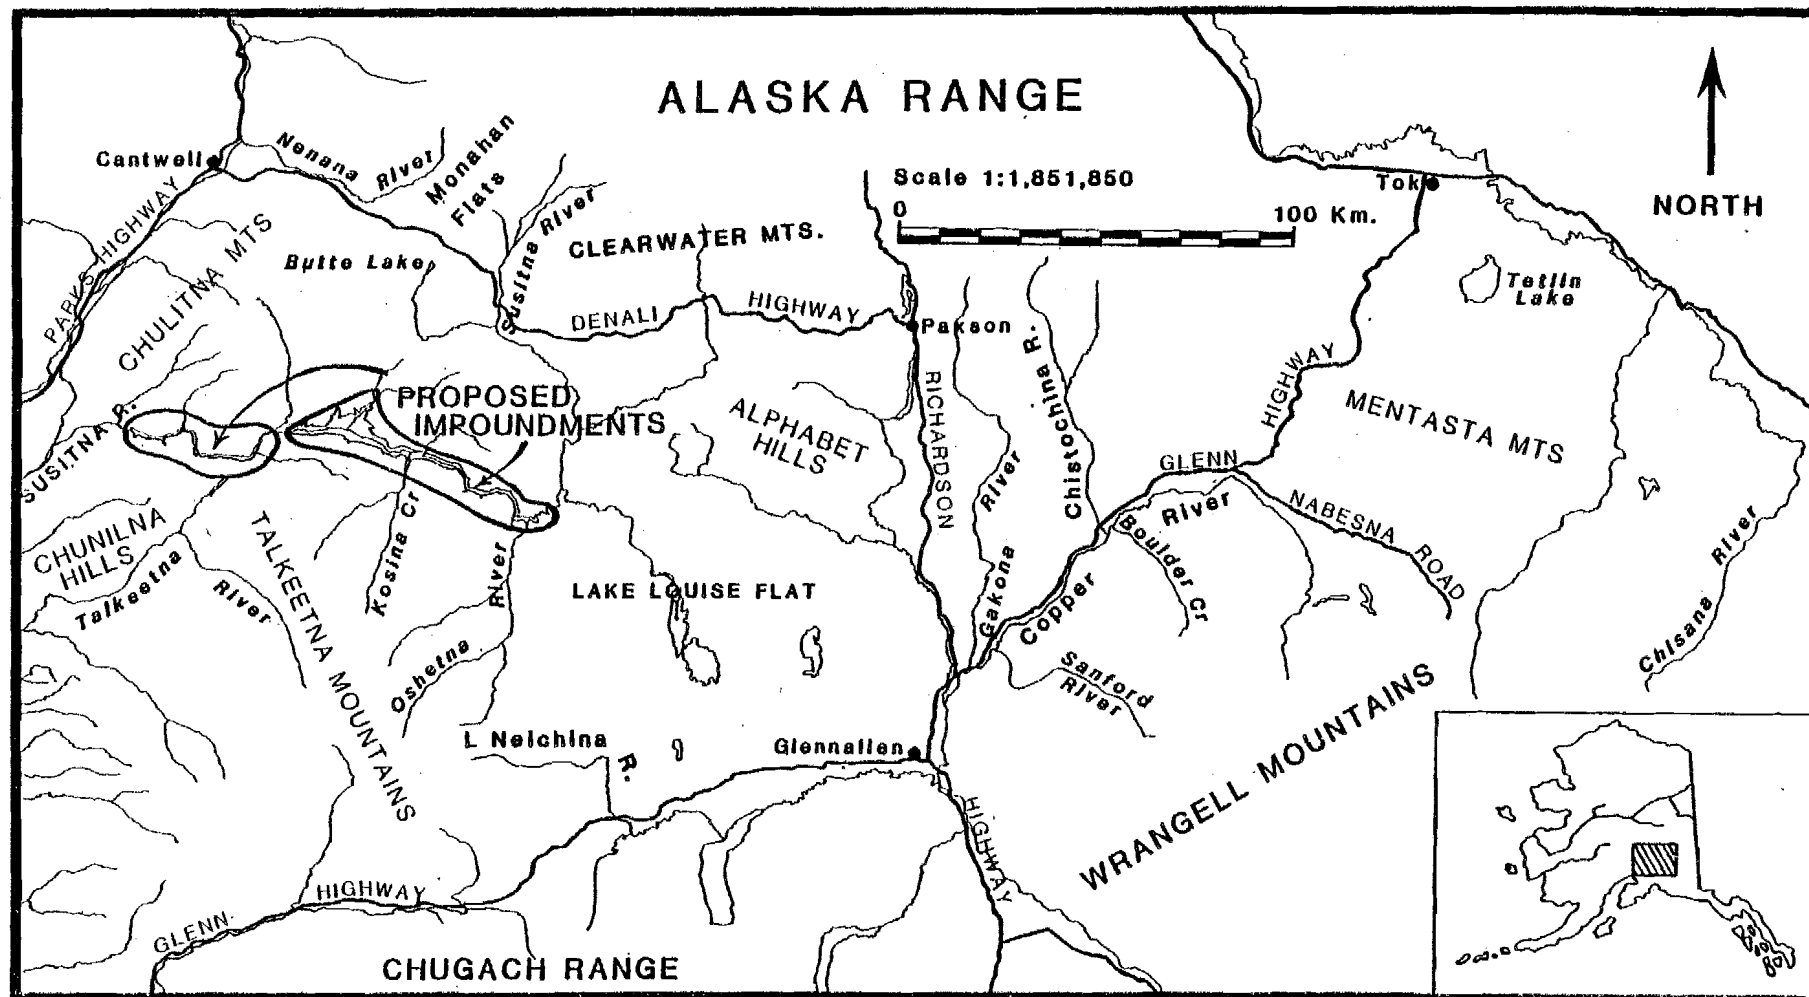 ALASKA RANGE
Cantwell
Nenana River
Monahan
Flats
Scale 1:1,851,850
0
100 Km.
Tok
NORTH
PARKS HIGHWAY
CHULITNA MTS
Butte Lake
Susitna River
CLEARWATER MTS.
DENALI HIGHWAY
Paxson
Tetlin
Lake
SUSITNA R.
PROPOSED
IMPOUNDMENTS
ALPHABET
HILLS
RICHARDSON
HIGHWAY
Gakona River
Chistochina R.
GLENN
HIGHWAY
MENTASTA MTS
NABESNA ROAD
CHUNILNA
HILLS
Talkeetna River
TALKEETNA MOUNTAINS
Kosina Cr
Oshetna
River
LAKE LOUISE FLAT
Copper River
Boulder Cr
Sanford
River
Chisana River
L Nelchina R.
Glennallen
WRANGELL MOUNTAINS
GLENN HIGHWAY
CHUGACH RANGE